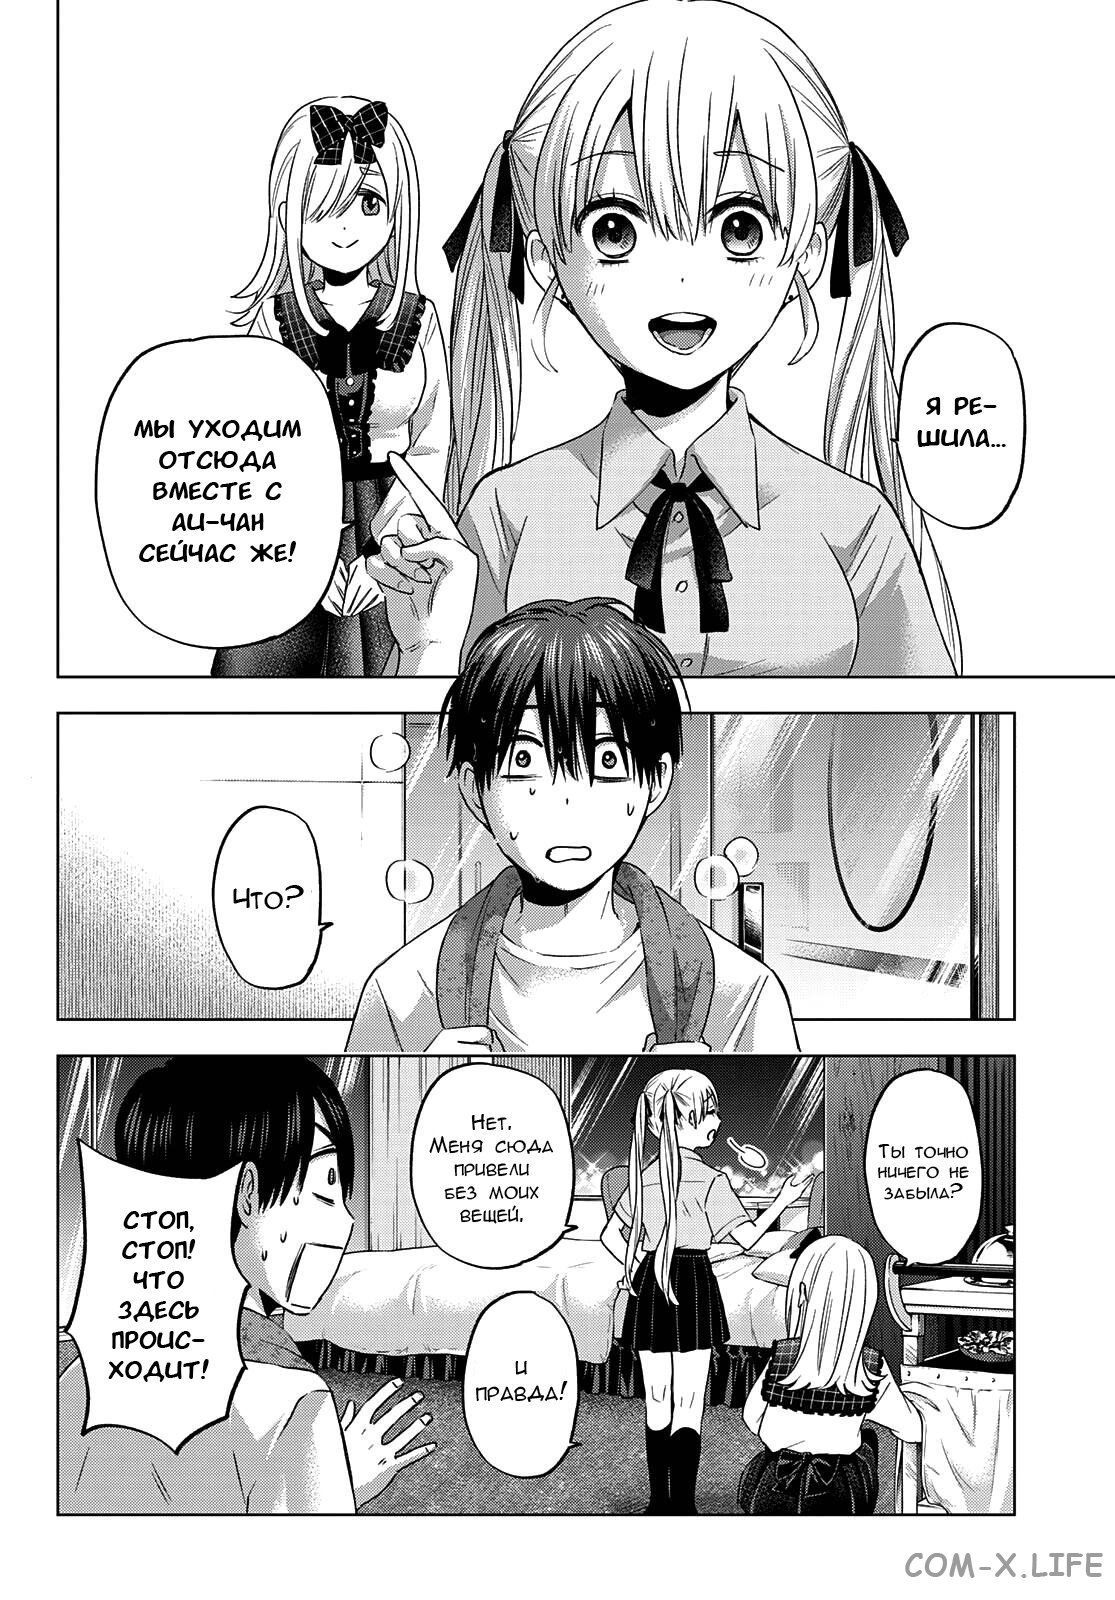 Я РЕ-
ШИЛА...
МЫ УХОДИМ
ОТСЮДА
ВМЕСТЕ С
АИ-ЧАН
СЕЙЧАС ЖЕ!
ЧТО?
ТЫ ТОЧНО
НИЧЕГО НЕ
ЗАБЫЛА?
НЕТ.
МЕНЯ СЮДА
ПРИВЕЛИ
БЕЗ МОИХ
ВЕЩЕЙ.
И
ПРАВДА!
СТОП,
СТОП!
ЧТО
ЗДЕСЬ
ПРОИС-
ХОДИТ!
COM-X.LIFE